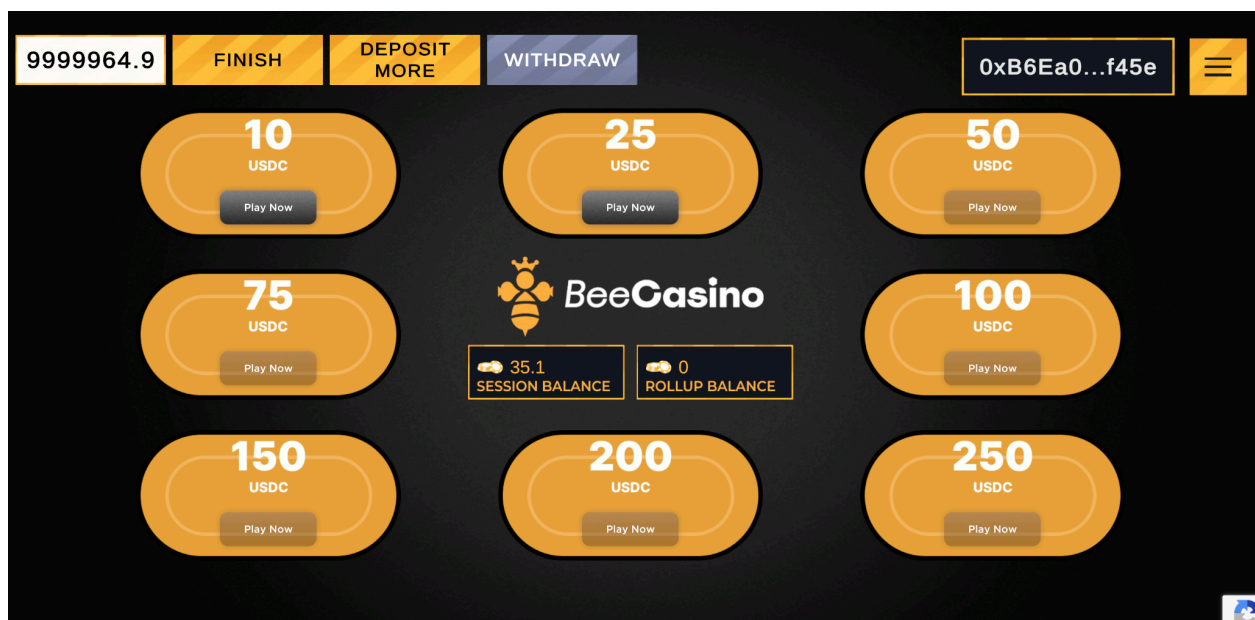 9999964.9
FINISH
DEPOSIT
MORE
WITHDRAW
0xB6Ea0...f45e
10
USDC
Play Now
25
USDC
Play Now
50
USDC
Play Now
75
USDC
Play Now
BeeCasino
35.1
SESSION BALANCE
0
ROLLUP BALANCE
100
USDC
Play Now
150
USDC
Play Now
200
USDC
Play Now
250
USDC
Play Now